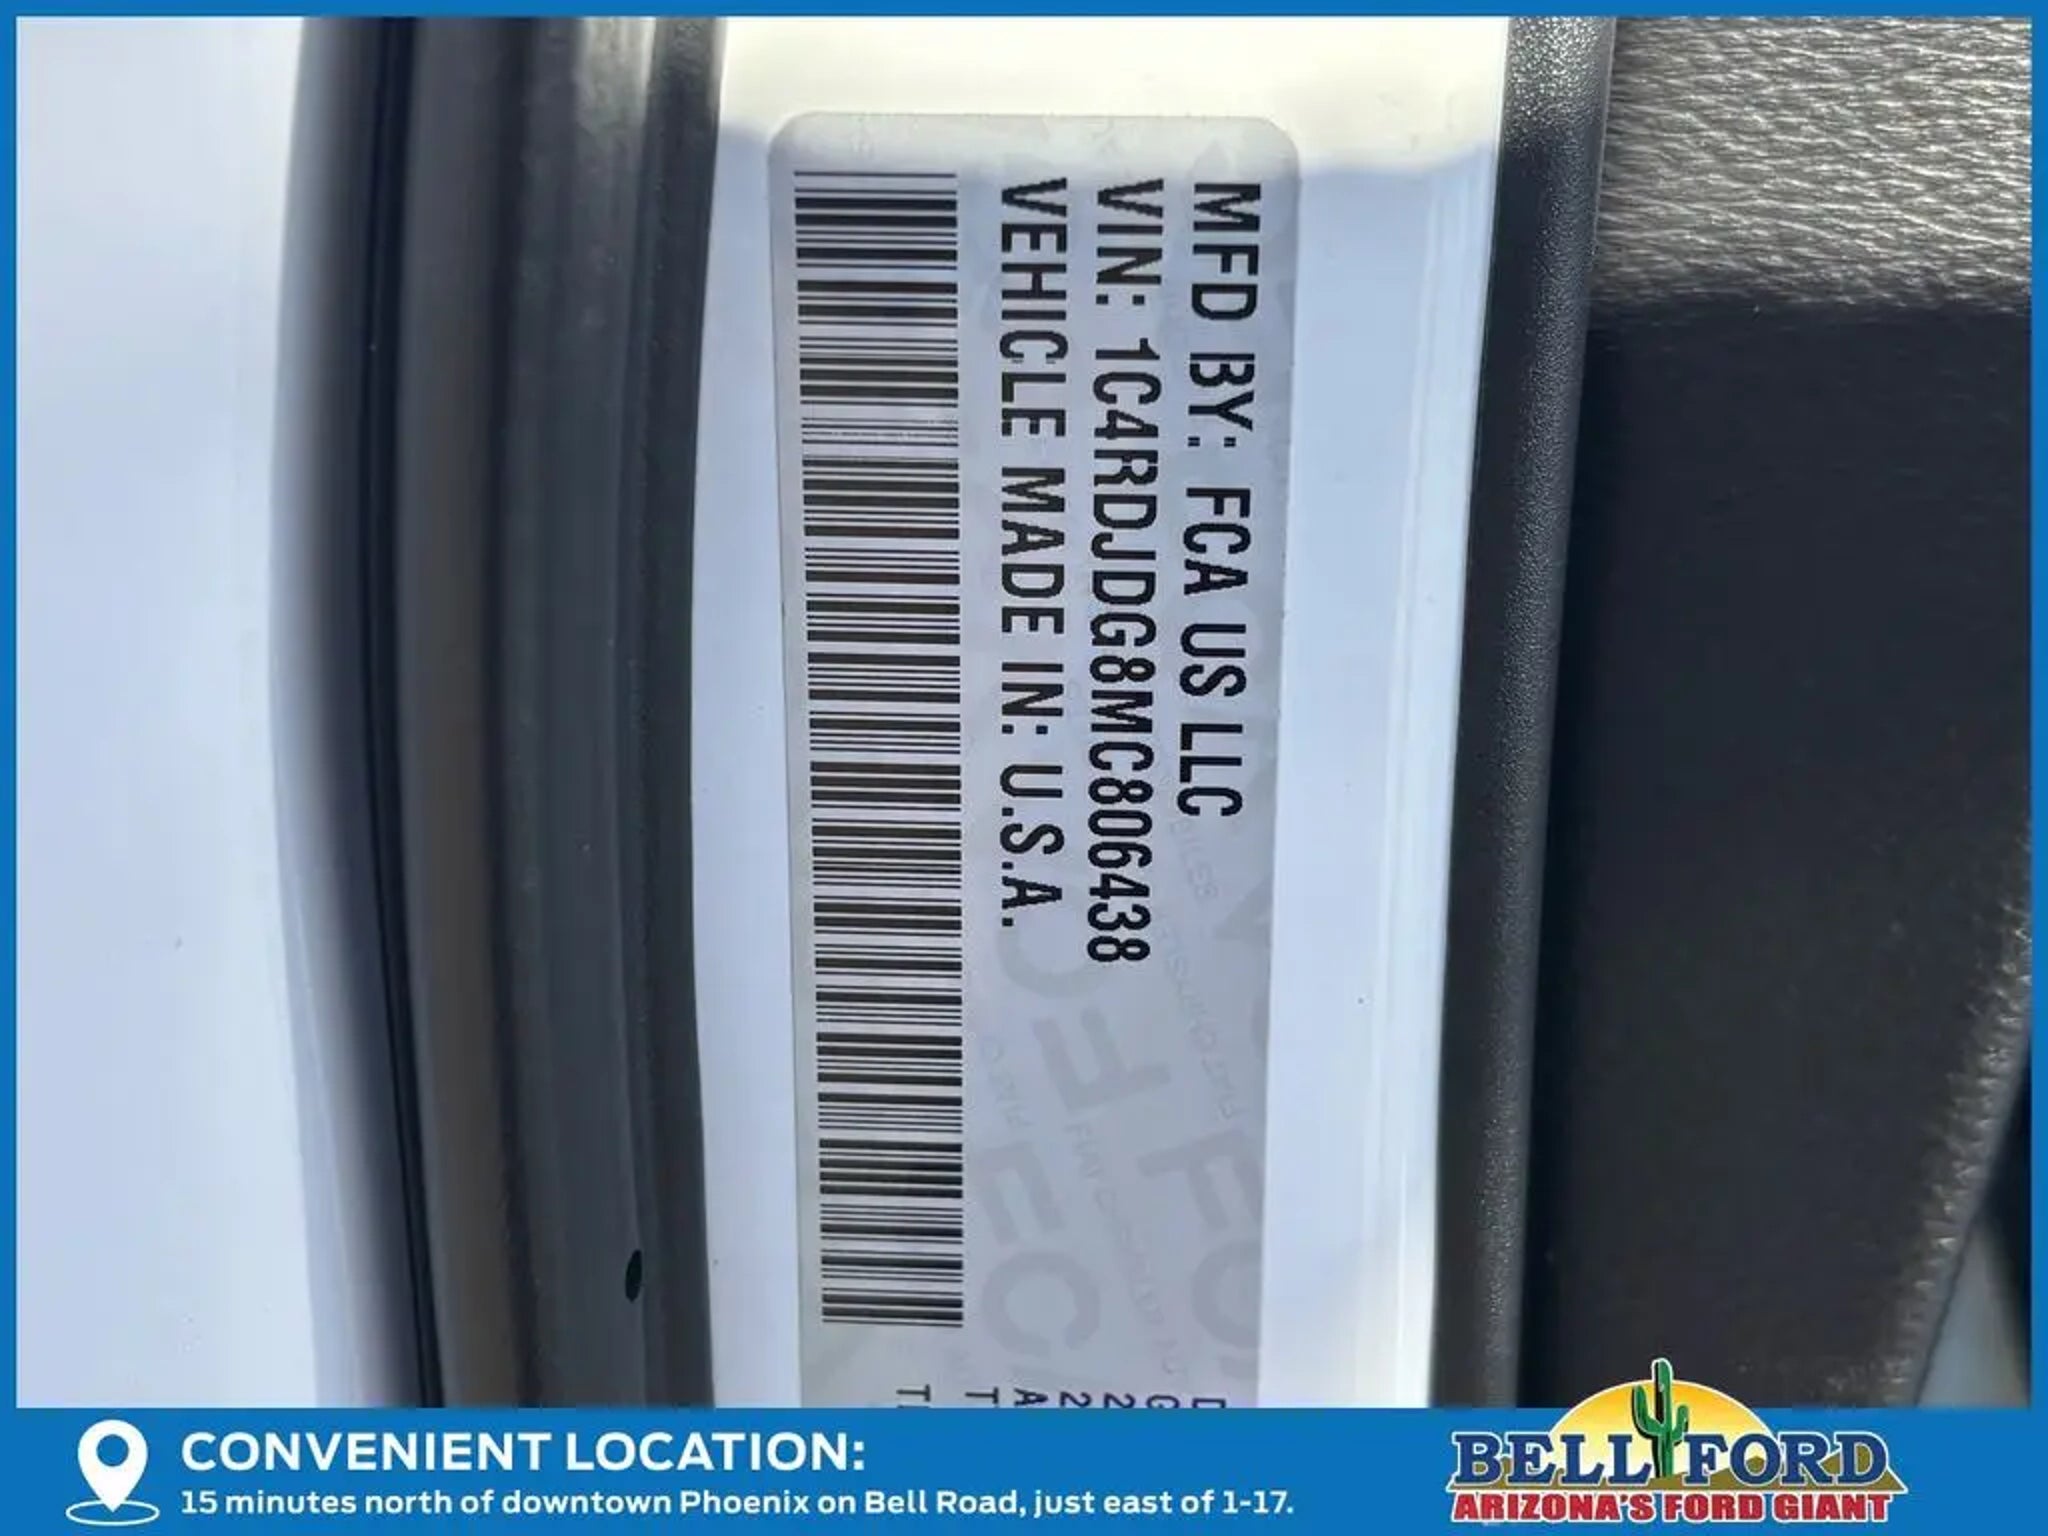 MFD BY: FCA US LLC
VIN: 1C4RDJDG8MC806438
VEHICLE MADE IN: U.S.A.
CONVENIENT LOCATION:
15 minutes north of downtown Phoenix on Bell Road, just east of 1-17.
BELL FORD
ARIZONA'S FORD GIANT